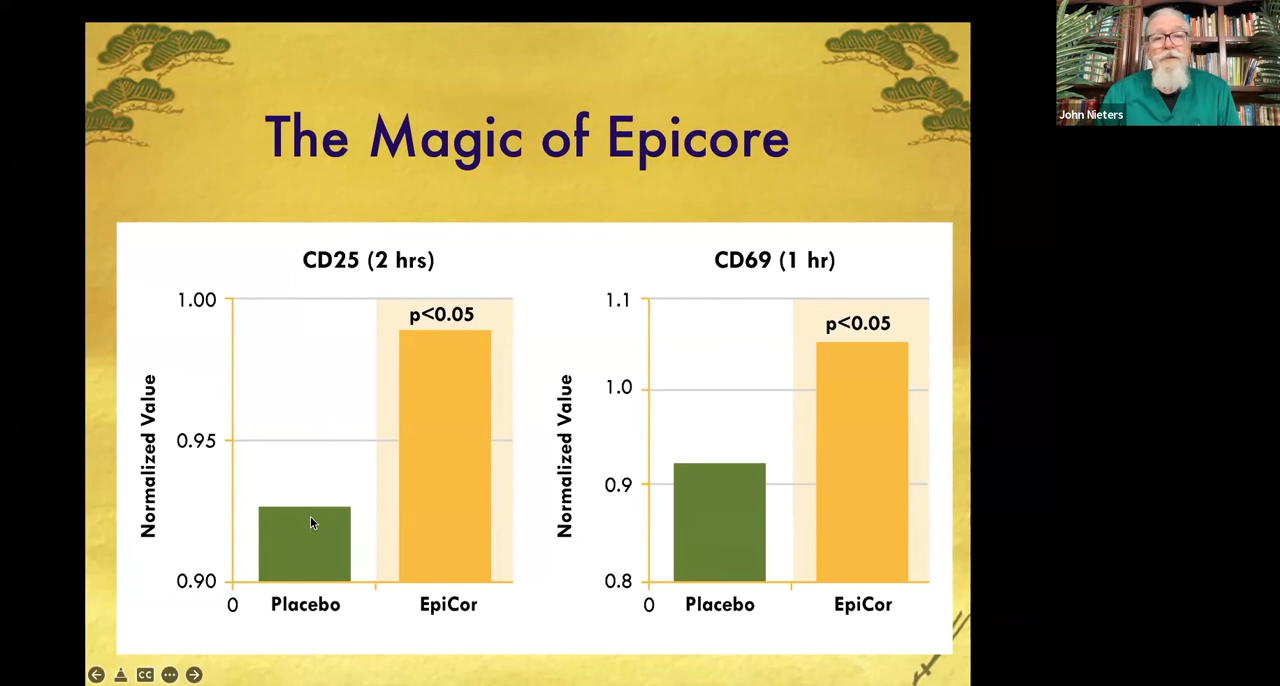 John Nieters
The Magic of Epicore
CD25 (2 hrs)
1.00
0.95
0.90
Normalized Value
p<0.05
0
Placebo
EpiCor
CD69 (1 hr)
1.1
1.0
0.9
0.8
Normalized Value
p<0.05
0
Placebo
EpiCor
CC